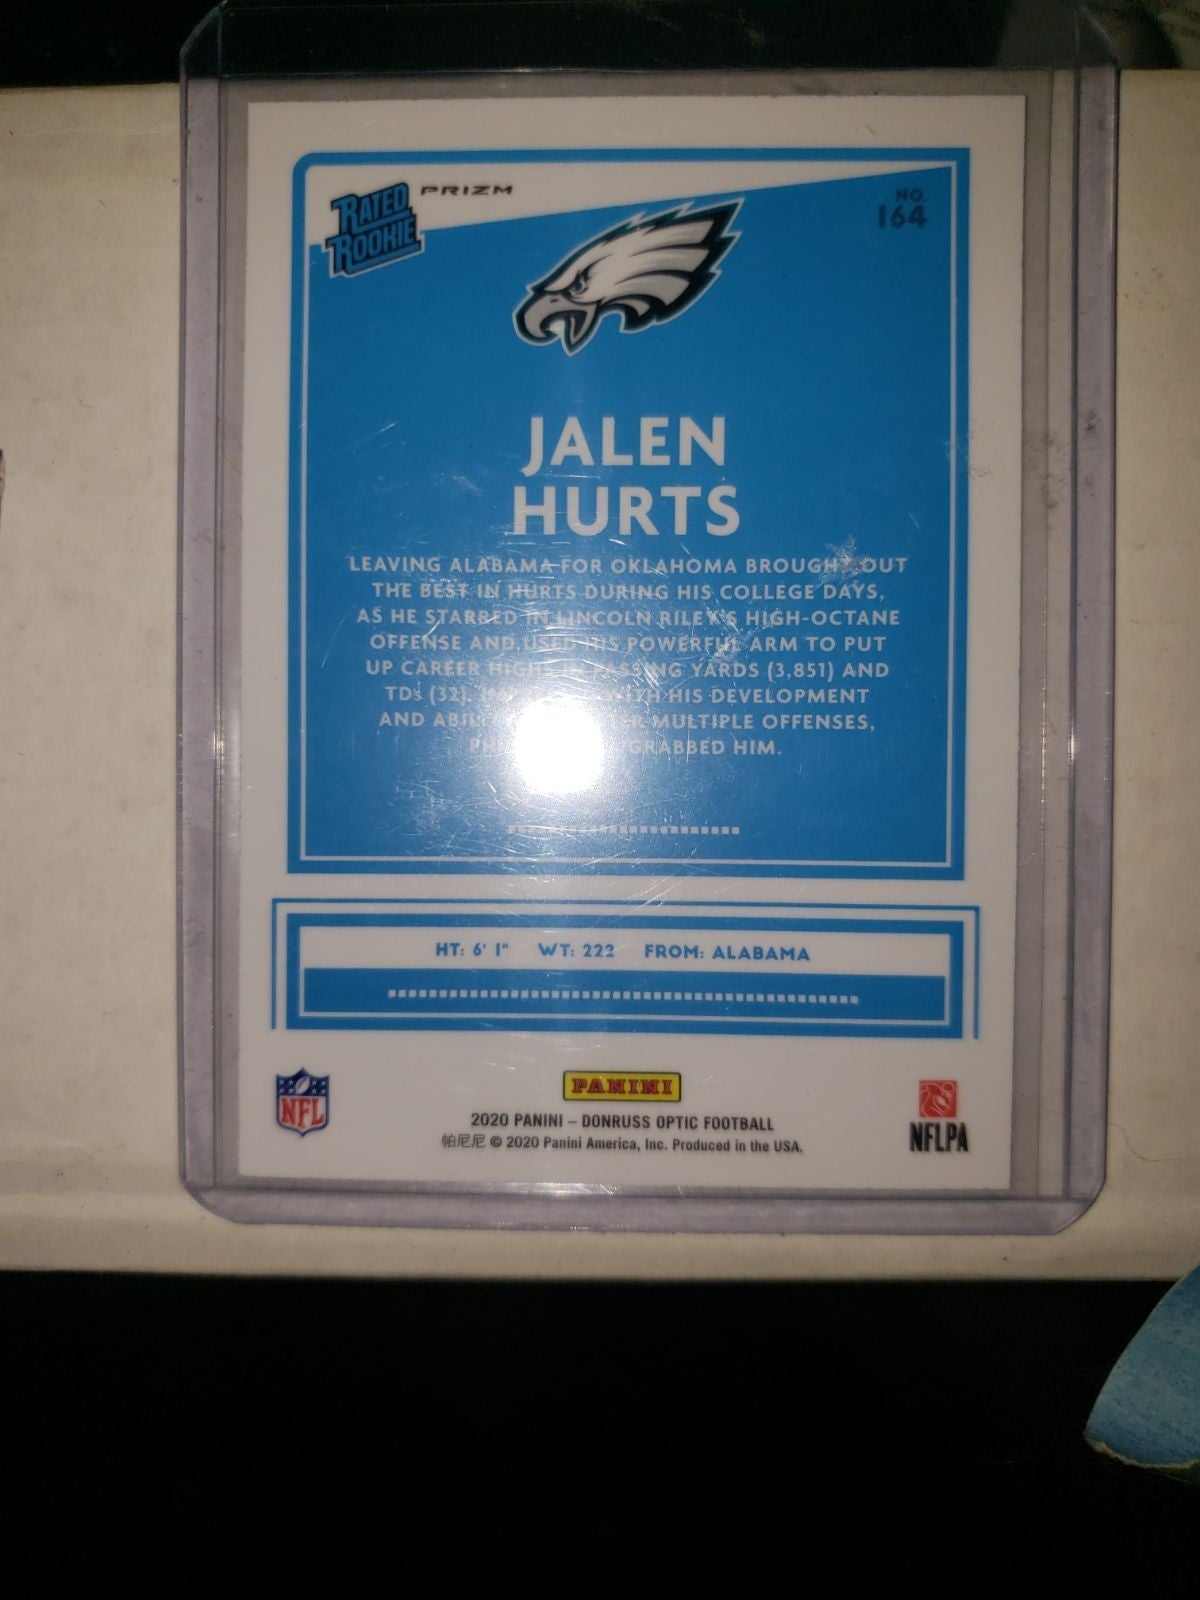 RATED
ROOKIE
PRIZM
NO.
164
JALEN
HURTS
LEAVING ALABAMA FOR OKLAHOMA BROUGHT OUT
THE BEST IN HURTS DURING HIS COLLEGE DAYS,
AS HE STARRED IN LINCOLN RILEY'S HIGH-OCTANE
OFFENSE AND USED HIS POWERFUL ARM TO PUT
UP CAREER HIGHS IN PASSING YARDS (3,851) AND
TDs (32). WITH HIS DEVELOPMENT
AND MULTIPLE OFFENSES,
GRABBED HIM.
HT: 6' 1" WT: 222 FROM: ALABAMA
NFL
PANINI
2020 PANINI – DONRUSS OPTIC FOOTBALL
帕尼尼 © 2020 Panini America, Inc. Produced in the USA.
NFLPA